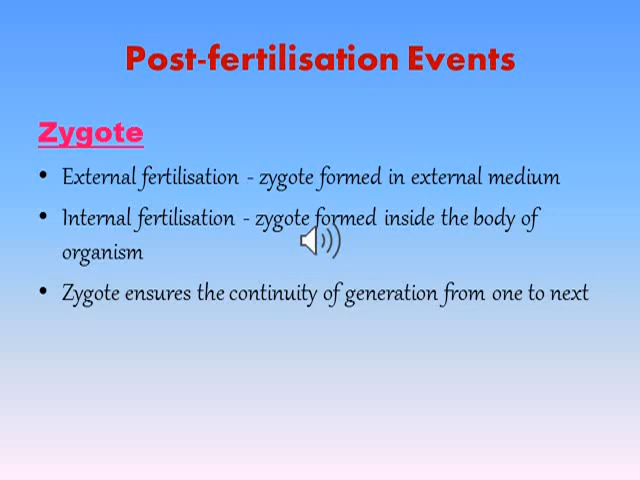 Post-fertilisation Events
Zygote
• External fertilisation - zygote formed in external medium
• Internal fertilisation - zygote formed inside the body of
organism
• Zygote ensures the continuity of generation from one to next